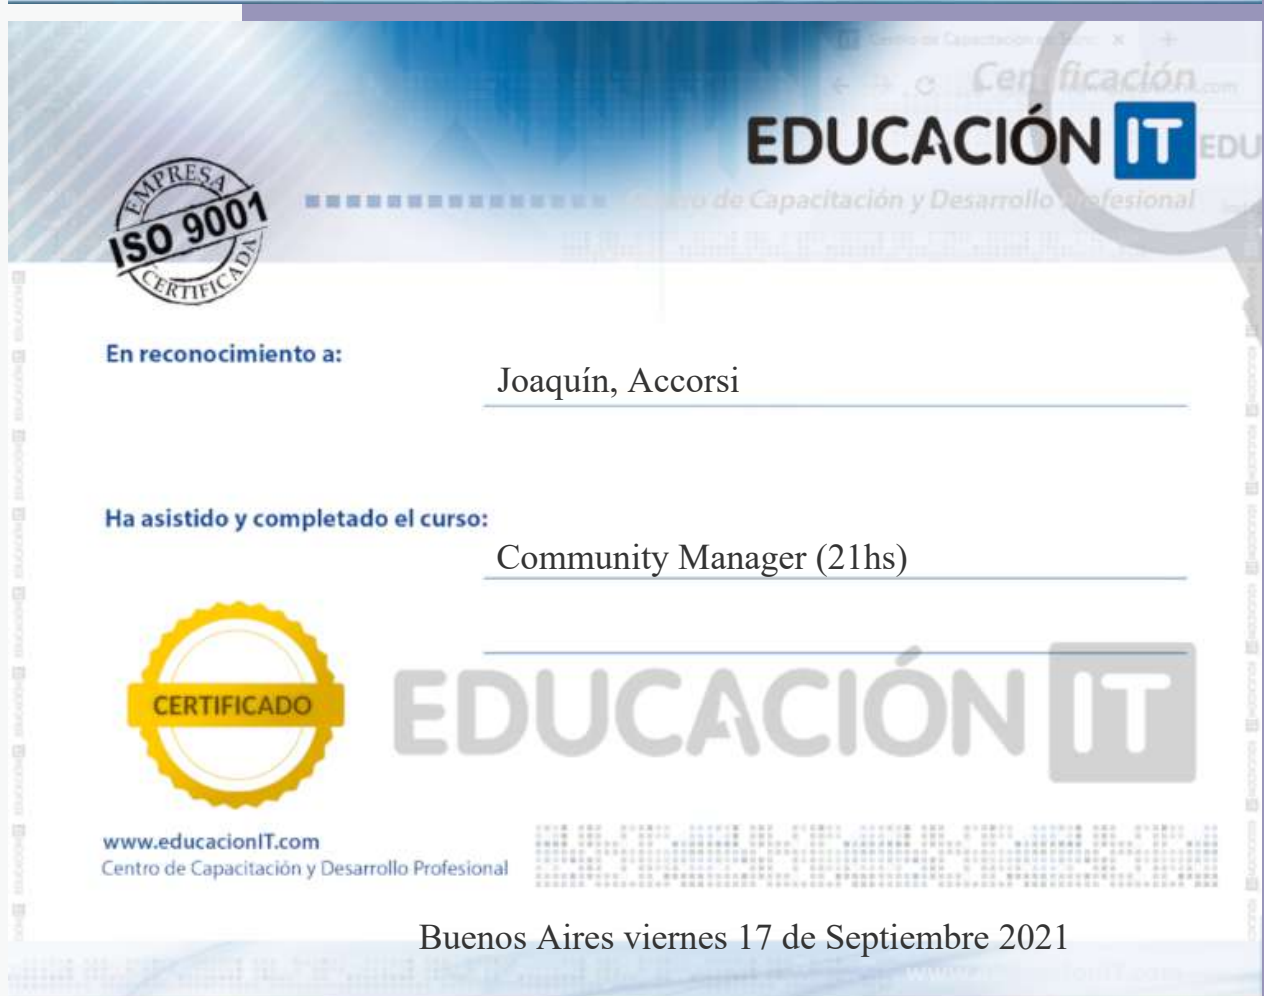 Certificación
EDUCACIÓN IT
Centro de Capacitación y Desarrollo Profesional
EMPRESA
ISO 9001
CERTIFICADA
En reconocimiento a:
Joaquín, Accorsi
Ha asistido y completado el curso:
Community Manager (21hs)
CERTIFICADO
EDUCACIÓN IT
www.educacionIT.com
Centro de Capacitación y Desarrollo Profesional
Buenos Aires viernes 17 de Septiembre 2021